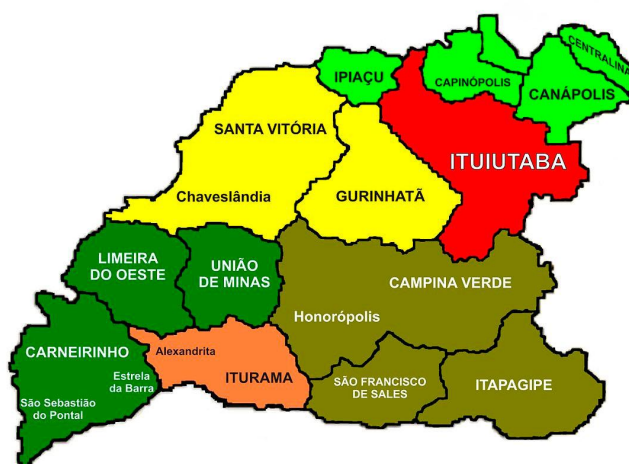 CENTRALINA
IPIAÇU
CAPINÓPOLIS
CANÁPOLIS
SANTA VITÓRIA
ITUIUTABA
Chaveslândia
GURINHATÃ
LIMEIRA
DO OESTE
UNIÃO
DE MINAS
CAMPINA VERDE
Honorópolis
CARNEIRINHO
Alexandrita
Estrela
da Barra
ITURAMA
SÃO FRANCISCO
DE SALES
ITAPAGIPE
São Sebastião
do Pontal